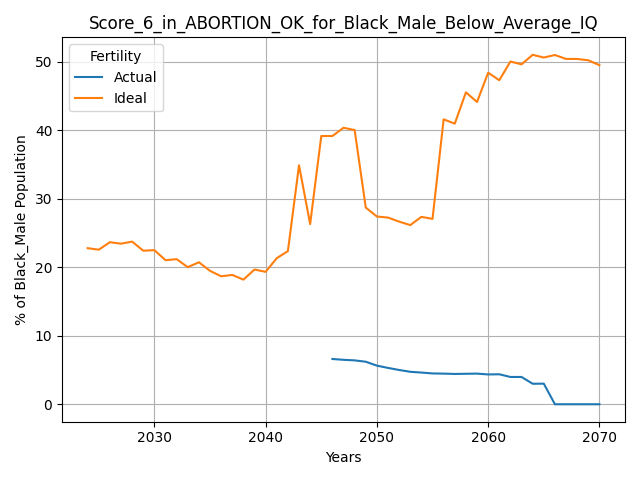 Score_6_in_ABORTION_OK_for_Black_Male_Below_Average_IQ
Fertility
Actual
Ideal
% of Black_Male Population
50
40
30
20
10
0
2030 2040 2050 2060 2070
Years